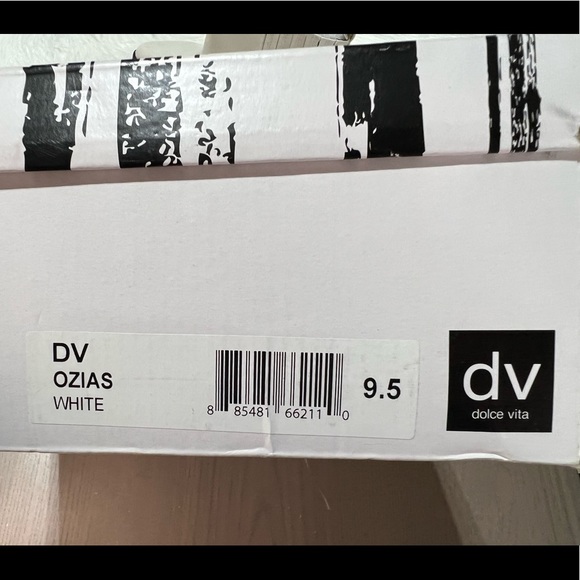 DV
OZIAS
WHITE
8 85481 66211 0
9.5
dv
dolce vita